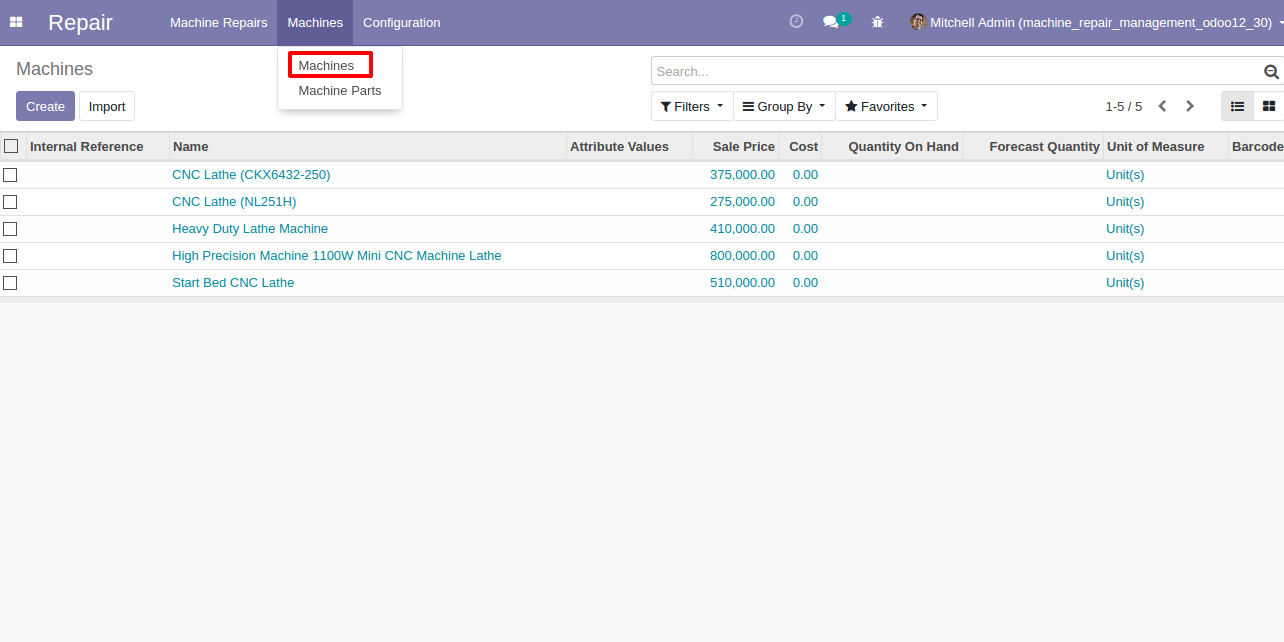 Repair Machine Repairs Machines Configuration 1 Mitchell Admin (machine_repair_management_odoo12_30)
Machines
Machines
Machine Parts
Search...
Create Import
Filters Group By Favorites 1-5 / 5
Internal Reference Name Attribute Values Sale Price Cost Quantity On Hand Forecast Quantity Unit of Measure Barcode
CNC Lathe (CKX6432-250) 375,000.00 0.00 Unit(s)
CNC Lathe (NL251H) 275,000.00 0.00 Unit(s)
Heavy Duty Lathe Machine 410,000.00 0.00 Unit(s)
High Precision Machine 1100W Mini CNC Machine Lathe 800,000.00 0.00 Unit(s)
Start Bed CNC Lathe 510,000.00 0.00 Unit(s)